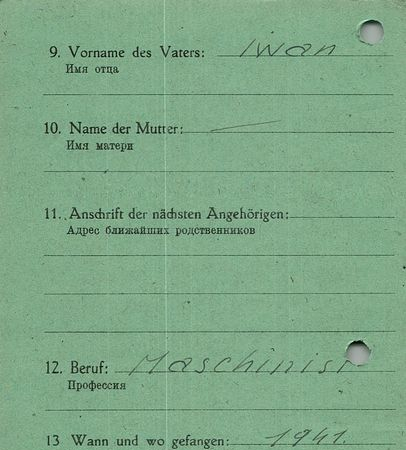 9. Vorname des Vaters: Iwan
Имя отца
10. Name der Mutter: —
Имя матери
11. Anschrift der nächsten Angehörigen:
Адрес ближайших родственников
12. Beruf: Maschinist
Профессия
13 Wann und wo gefangen: 1941.